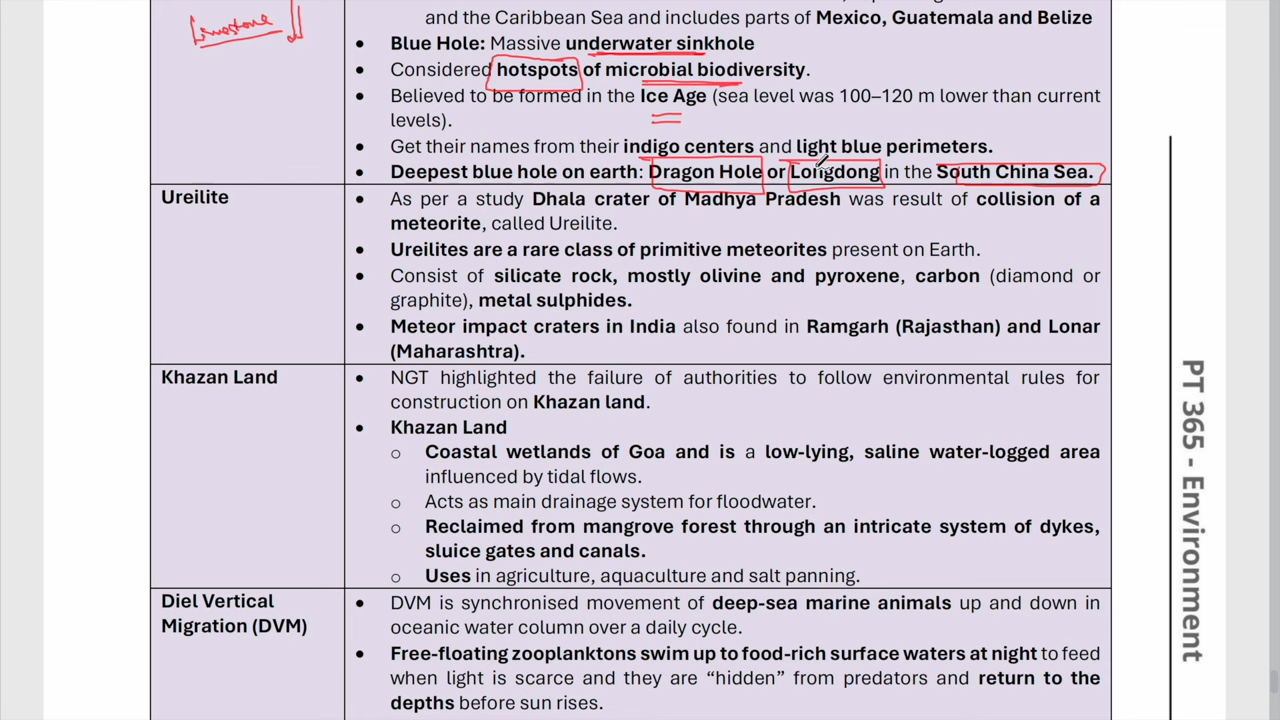 Limestone
and the Caribbean Sea and includes parts of Mexico, Guatemala and Belize
• Blue Hole: Massive underwater sinkhole
• Considered hotspots of microbial biodiversity.
• Believed to be formed in the Ice Age (sea level was 100–120 m lower than current
levels).
• Get their names from their indigo centers and light blue perimeters.
• Deepest blue hole on earth: Dragon Hole or Longdong in the South China Sea.
Ureilite
• As per a study Dhala crater of Madhya Pradesh was result of collision of a
meteorite, called Ureilite.
• Ureilites are a rare class of primitive meteorites present on Earth.
• Consist of silicate rock, mostly olivine and pyroxene, carbon (diamond or
graphite), metal sulphides.
• Meteor impact craters in India also found in Ramgarh (Rajasthan) and Lonar
(Maharashtra).
Khazan Land
• NGT highlighted the failure of authorities to follow environmental rules for
construction on Khazan land.
• Khazan Land
o Coastal wetlands of Goa and is a low-lying, saline water-logged area
influenced by tidal flows.
o Acts as main drainage system for floodwater.
o Reclaimed from mangrove forest through an intricate system of dykes,
sluice gates and canals.
o Uses in agriculture, aquaculture and salt panning.
Diel Vertical
Migration (DVM)
• DVM is synchronised movement of deep-sea marine animals up and down in
oceanic water column over a daily cycle.
• Free-floating zooplanktons swim up to food-rich surface waters at night to feed
when light is scarce and they are “hidden” from predators and return to the
depths before sun rises.
PT 365 - Environment